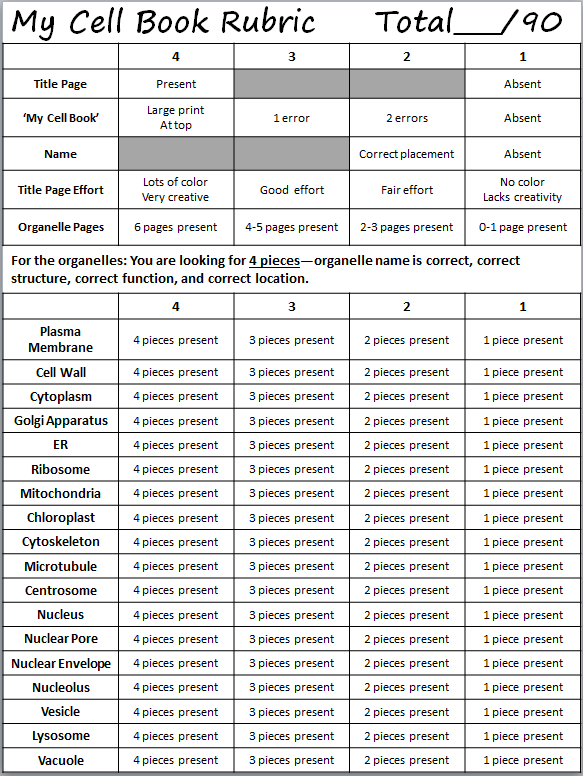 My Cell Book Rubric Total___/90
4 3 2 1
Title Page Present Absent
‘My Cell Book’ Large print At top 1 error 2 errors Absent
Name Correct placement Absent
Title Page Effort Lots of color Very creative Good effort Fair effort No color Lacks creativity
Organelle Pages 6 pages present 4-5 pages present 2-3 pages present 0-1 page present
For the organelles: You are looking for 4 pieces—organelle name is correct, correct
structure, correct function, and correct location.
4 3 2 1
Plasma Membrane 4 pieces present 3 pieces present 2 pieces present 1 piece present
Cell Wall 4 pieces present 3 pieces present 2 pieces present 1 piece present
Cytoplasm 4 pieces present 3 pieces present 2 pieces present 1 piece present
Golgi Apparatus 4 pieces present 3 pieces present 2 pieces present 1 piece present
ER 4 pieces present 3 pieces present 2 pieces present 1 piece present
Ribosome 4 pieces present 3 pieces present 2 pieces present 1 piece present
Mitochondria 4 pieces present 3 pieces present 2 pieces present 1 piece present
Chloroplast 4 pieces present 3 pieces present 2 pieces present 1 piece present
Cytoskeleton 4 pieces present 3 pieces present 2 pieces present 1 piece present
Microtubule 4 pieces present 3 pieces present 2 pieces present 1 piece present
Centrosome 4 pieces present 3 pieces present 2 pieces present 1 piece present
Nucleus 4 pieces present 3 pieces present 2 pieces present 1 piece present
Nuclear Pore 4 pieces present 3 pieces present 2 pieces present 1 piece present
Nuclear Envelope 4 pieces present 3 pieces present 2 pieces present 1 piece present
Nucleolus 4 pieces present 3 pieces present 2 pieces present 1 piece present
Vesicle 4 pieces present 3 pieces present 2 pieces present 1 piece present
Lysosome 4 pieces present 3 pieces present 2 pieces present 1 piece present
Vacuole 4 pieces present 3 pieces present 2 pieces present 1 piece present